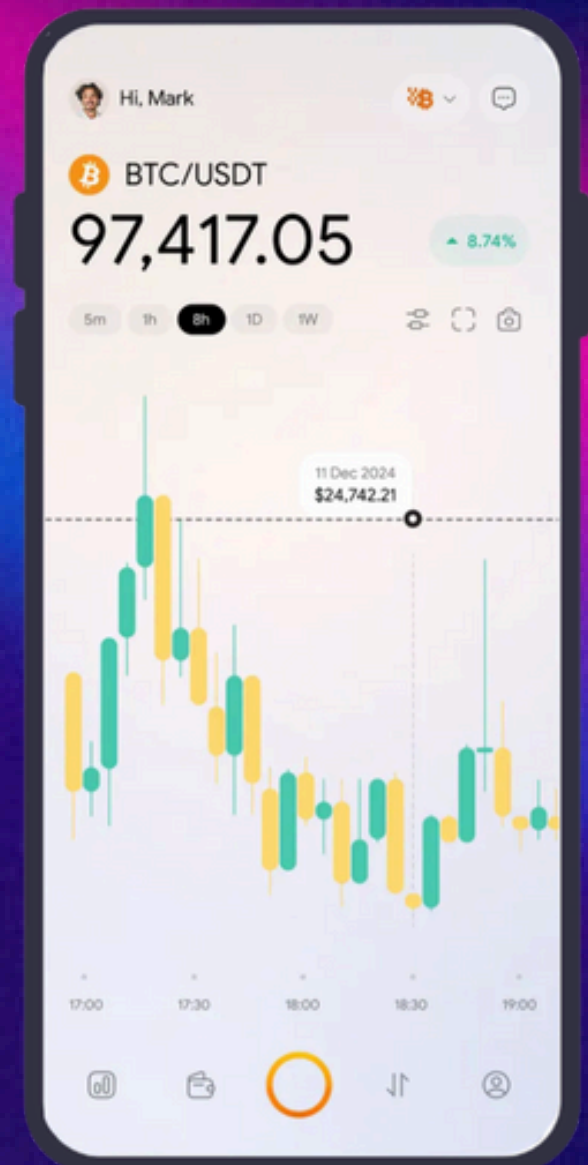 Hi, Mark
BTC/USDT
97,417.05
8.74%
5m 1h 8h 1D 1W
11 Dec 2024
$24,742.21
17:00 17:30 18:00 18:30 19:00